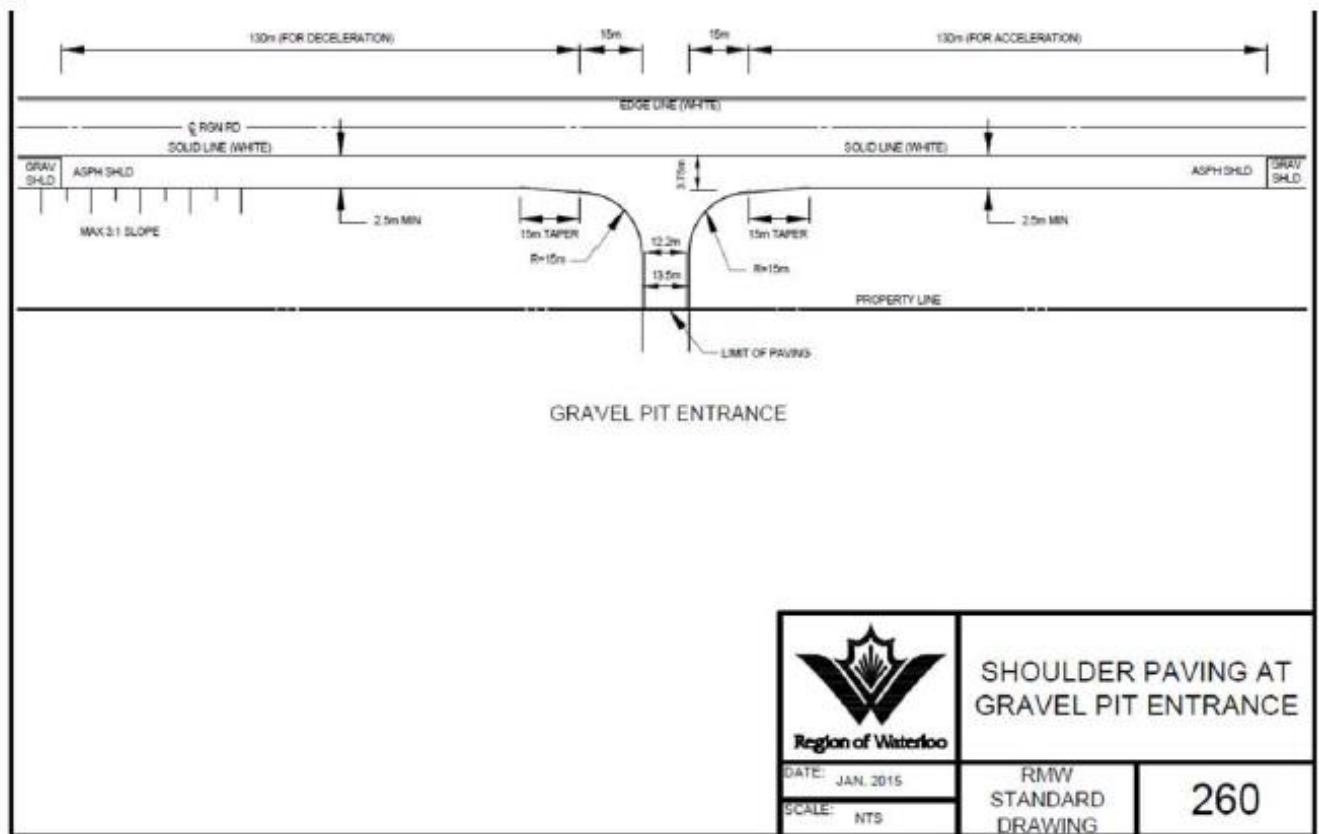 130m (FOR DECELERATION)
15m
15m
130m (FOR ACCELERATION)
EDGE LINE (WHITE)
℄ RGN RD
SOLID LINE (WHITE)
SOLID LINE (WHITE)
GRAV
SHLD
ASPH SHLD
3.75m
ASPH SHLD
GRAV
SHLD
MAX 3:1 SLOPE
2.5m MIN
15m TAPER
15m TAPER
2.5m MIN
R=15m
12.2m
R=15m
13.5m
PROPERTY LINE
LIMIT OF PAVING
GRAVEL PIT ENTRANCE
Region of Waterloo
SHOULDER PAVING AT
GRAVEL PIT ENTRANCE
DATE: JAN. 2015
SCALE: NTS
RMW
STANDARD
DRAWING
260